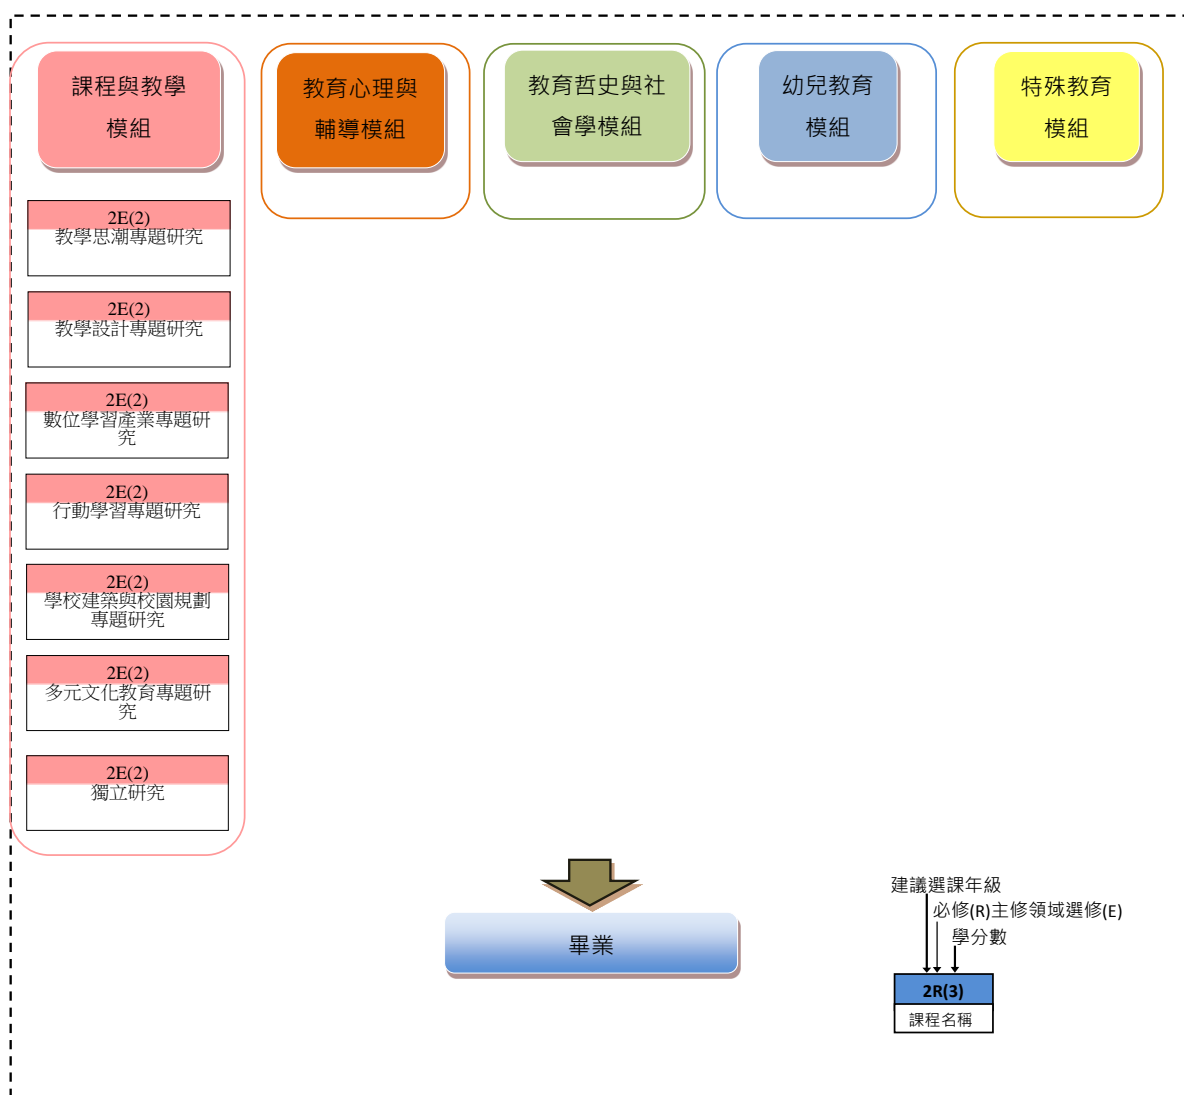 課程與教學
模組
教育心理與
輔導模組
教育哲史與社
會學模組
幼兒教育
模組
特殊教育
模組
2E(2)
教學思潮專題研究
2E(2)
教學設計專題研究
2E(2)
數位學習產業專題研
究
2E(2)
行動學習專題研究
2E(2)
學校建築與校園規劃
專題研究
2E(2)
多元文化教育專題研
究
2E(2)
獨立研究
畢業
建議選課年級
必修(R)主修領域選修(E)
學分數
2R(3)
課程名稱